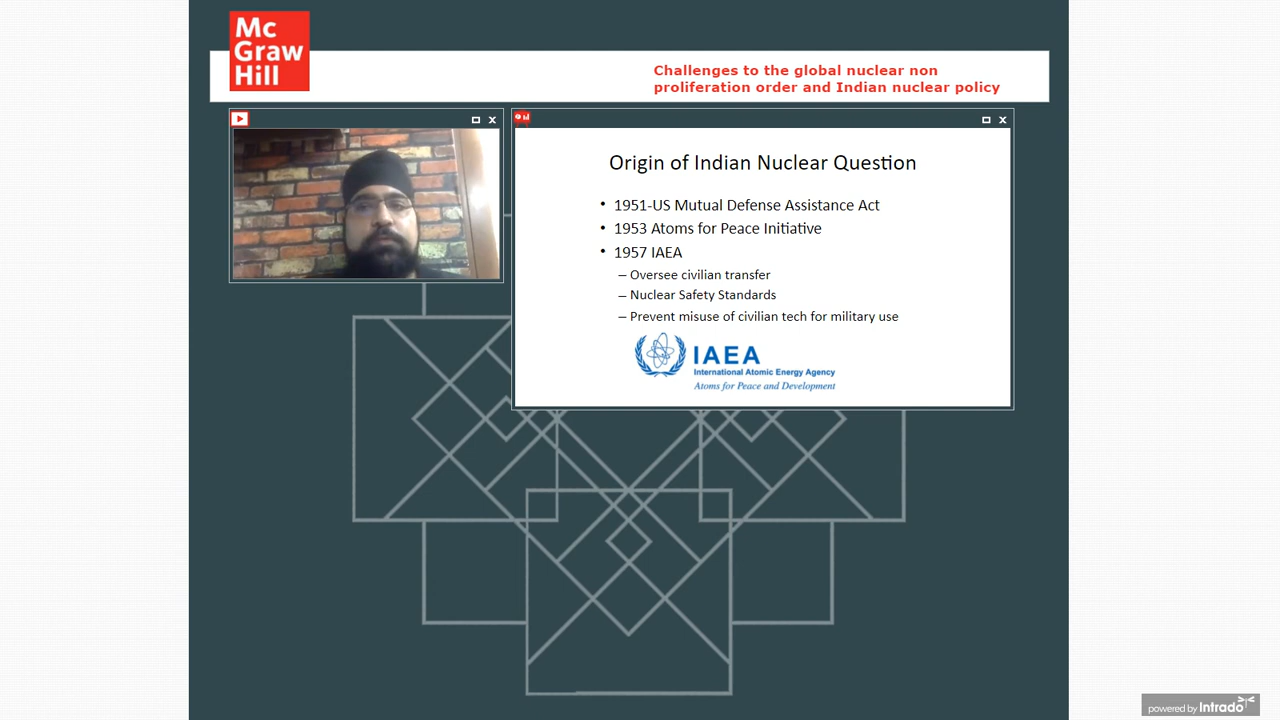 Mc
Graw
Hill
Challenges to the global nuclear non
proliferation order and Indian nuclear policy
Origin of Indian Nuclear Question
• 1951-US Mutual Defense Assistance Act
• 1953 Atoms for Peace Initiative
• 1957 IAEA
– Oversee civilian transfer
– Nuclear Safety Standards
– Prevent misuse of civilian tech for military use
IAEA
International Atomic Energy Agency
Atoms for Peace and Development
powered by Intrado